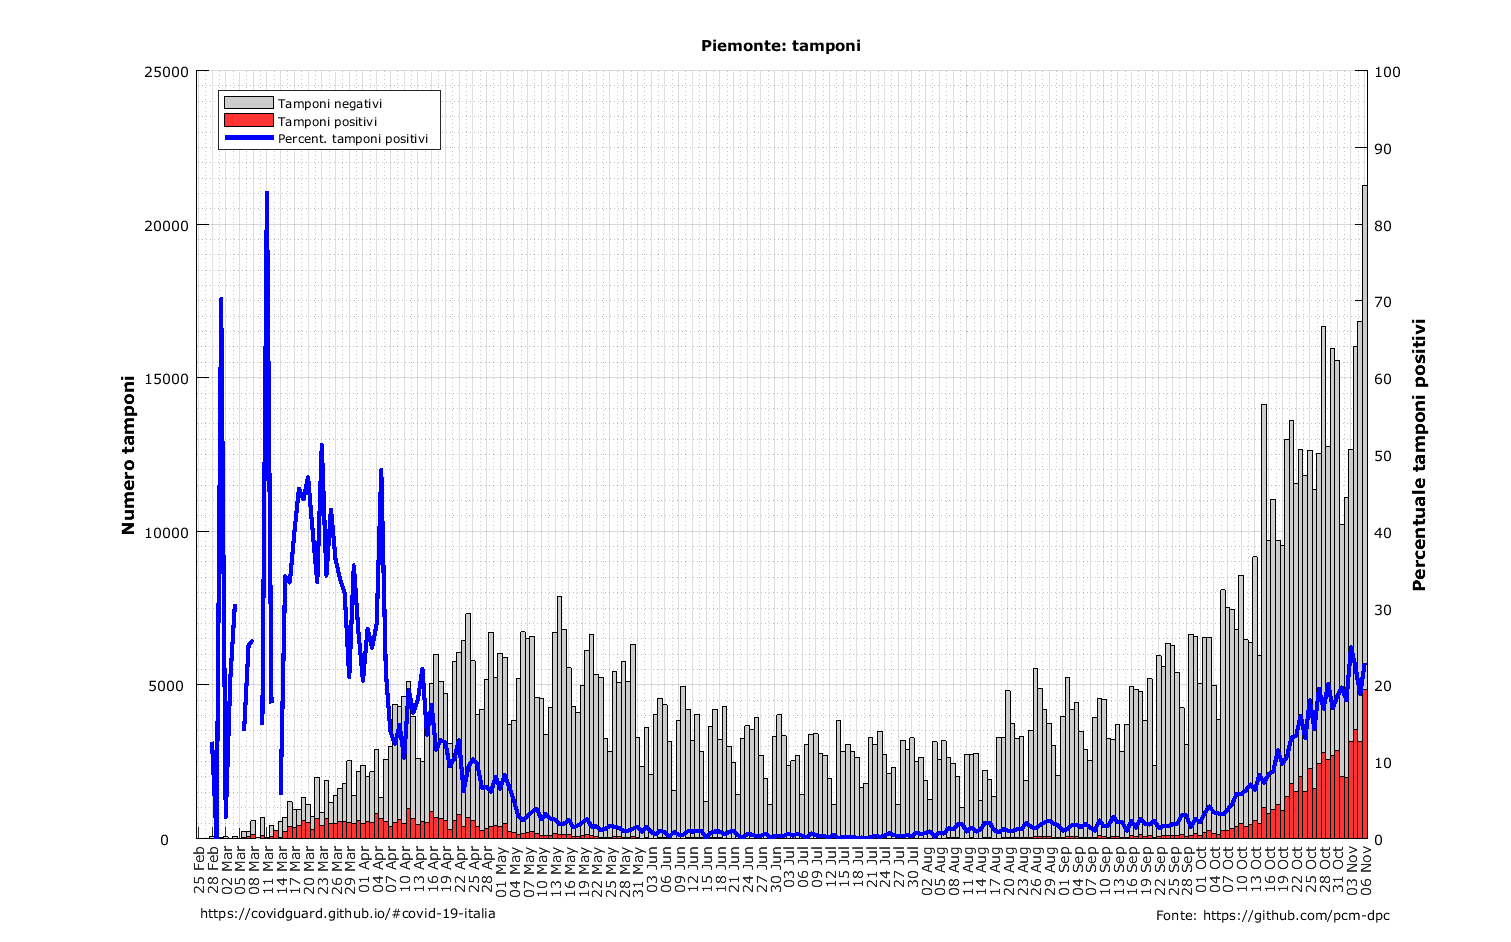 Piemonte: tamponi
Tamponi negativi
Tamponi positivi
Percent. tamponi positivi
Numero tamponi
25000
20000
15000
10000
5000
0
Percentuale tamponi positivi
100
90
80
70
60
50
40
30
20
10
0
25 Feb
28 Feb
02 Mar
05 Mar
08 Mar
11 Mar
14 Mar
17 Mar
20 Mar
23 Mar
26 Mar
29 Mar
01 Apr
04 Apr
07 Apr
10 Apr
13 Apr
16 Apr
19 Apr
22 Apr
25 Apr
28 Apr
01 May
04 May
07 May
10 May
13 May
16 May
19 May
22 May
25 May
28 May
31 May
03 Jun
06 Jun
09 Jun
12 Jun
15 Jun
18 Jun
21 Jun
24 Jun
27 Jun
30 Jun
03 Jul
06 Jul
09 Jul
12 Jul
15 Jul
18 Jul
21 Jul
24 Jul
27 Jul
30 Jul
02 Aug
05 Aug
08 Aug
11 Aug
14 Aug
17 Aug
20 Aug
23 Aug
26 Aug
29 Aug
01 Sep
04 Sep
07 Sep
10 Sep
13 Sep
16 Sep
19 Sep
22 Sep
25 Sep
28 Sep
01 Oct
04 Oct
07 Oct
10 Oct
13 Oct
16 Oct
19 Oct
22 Oct
25 Oct
28 Oct
31 Oct
03 Nov
06 Nov
https://covidguard.github.io/#covid-19-italia
Fonte: https://github.com/pcm-dpc